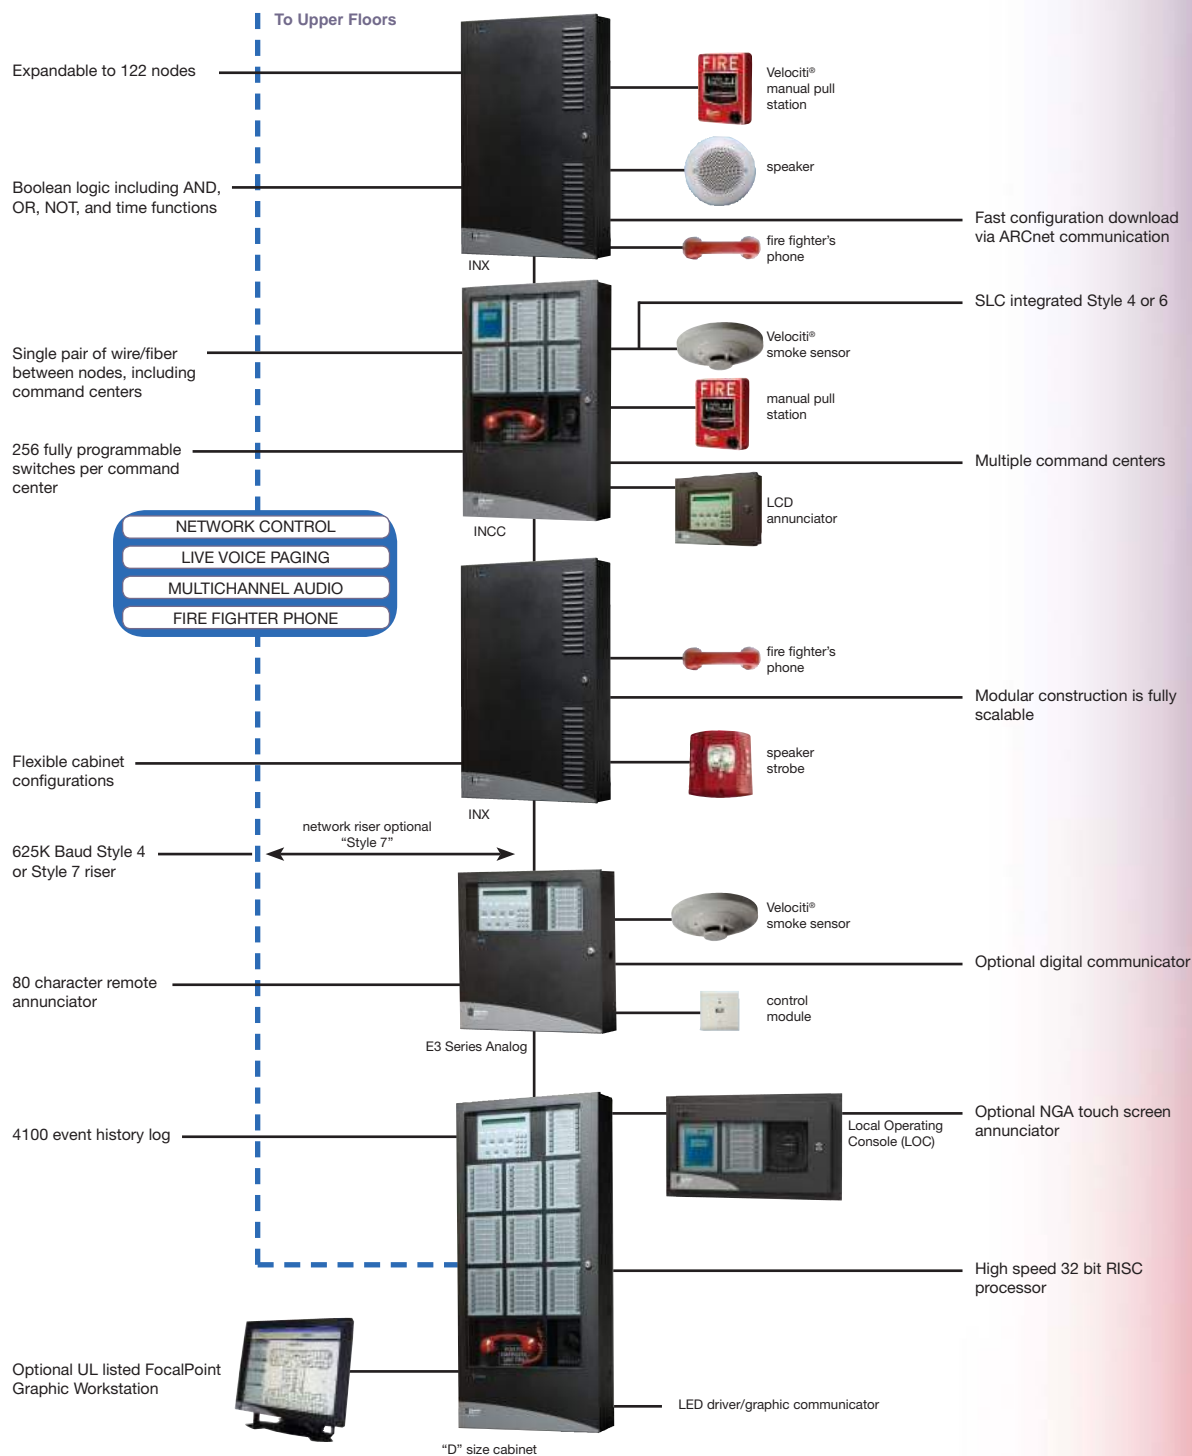 To Upper Floors
Expandable to 122 nodes
FIRE
Velociti®
manual pull
station
speaker
Boolean logic including AND,
OR, NOT, and time functions
Fast configuration download
via ARCnet communication
fire fighter's
phone
INX
SLC integrated Style 4 or 6
Single pair of wire/fiber
between nodes, including
command centers
Velociti®
smoke sensor
FIRE
manual pull
station
256 fully programmable
switches per command
center
Multiple command centers
LCD
annunciator
INCC
NETWORK CONTROL
LIVE VOICE PAGING
MULTICHANNEL AUDIO
FIRE FIGHTER PHONE
fire fighter's
phone
Modular construction is fully
scalable
Flexible cabinet
configurations
speaker
strobe
INX
network riser optional
“Style 7”
625K Baud Style 4
or Style 7 riser
Velociti®
smoke sensor
Optional digital communicator
80 character remote
annunciator
control
module
E3 Series Analog
4100 event history log
Local Operating
Console (LOC)
Optional NGA touch screen
annunciator
High speed 32 bit RISC
processor
Optional UL listed FocalPoint
Graphic Workstation
LED driver/graphic communicator
“D” size cabinet